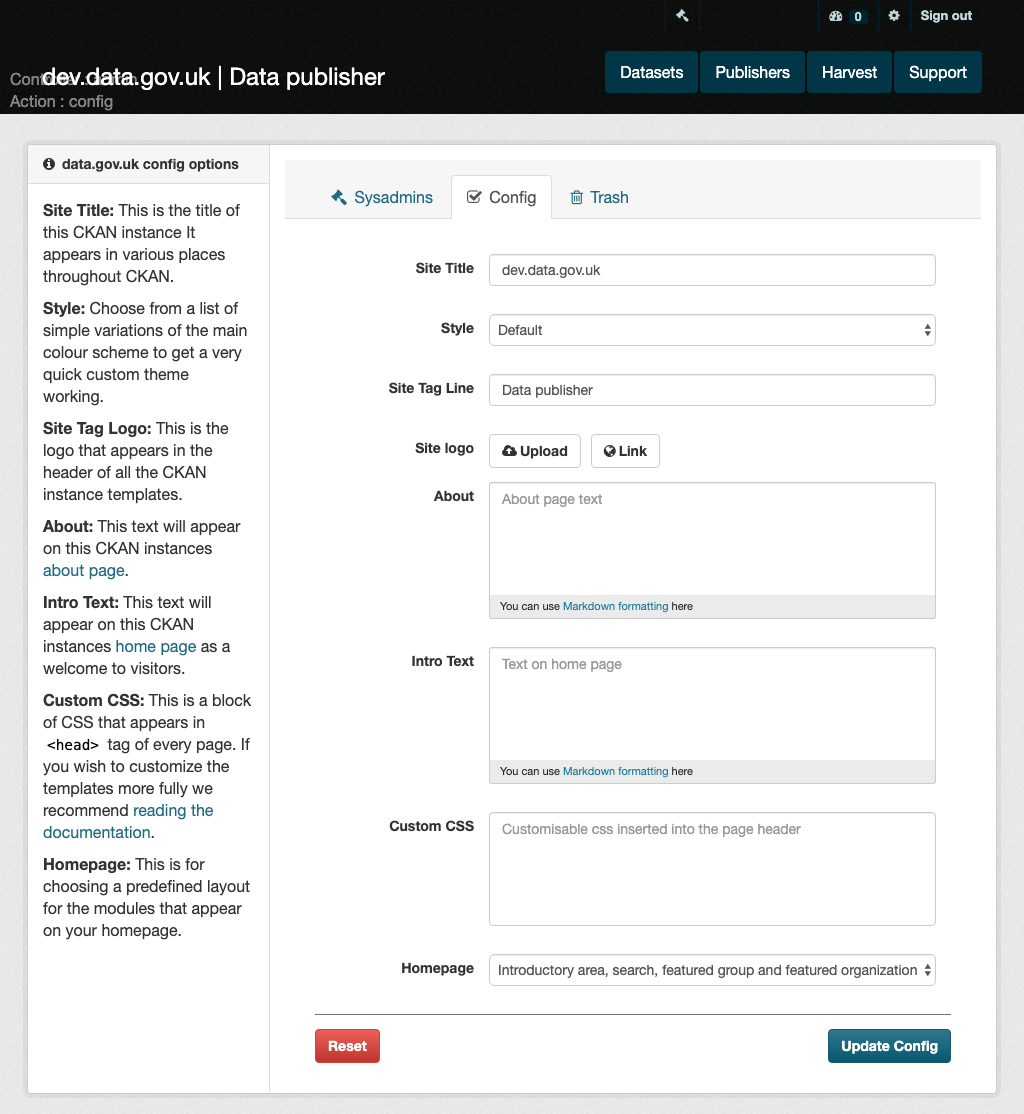 0
Sign out
dev.data.gov.uk | Data publisher
Action : config
Datasets
Publishers
Harvest
Support
data.gov.uk config options
Site Title: This is the title of
this CKAN instance It
appears in various places
throughout CKAN.
Style: Choose from a list of
simple variations of the main
colour scheme to get a very
quick custom theme
working.
Site Tag Logo: This is the
logo that appears in the
header of all the CKAN
instance templates.
About: This text will appear
on this CKAN instances
about page.
Intro Text: This text will
appear on this CKAN
instances home page as a
welcome to visitors.
Custom CSS: This is a block
of CSS that appears in
<head> tag of every page. If
you wish to customize the
templates more fully we
recommend reading the
documentation.
Homepage: This is for
choosing a predefined layout
for the modules that appear
on your homepage.
Sysadmins
Config
Trash
Site Title
dev.data.gov.uk
Style
Default
Site Tag Line
Data publisher
Site logo
Upload
Link
About
About page text
You can use Markdown formatting here
Intro Text
Text on home page
You can use Markdown formatting here
Custom CSS
Customisable css inserted into the page header
Homepage
Introductory area, search, featured group and featured organization
Reset
Update Config